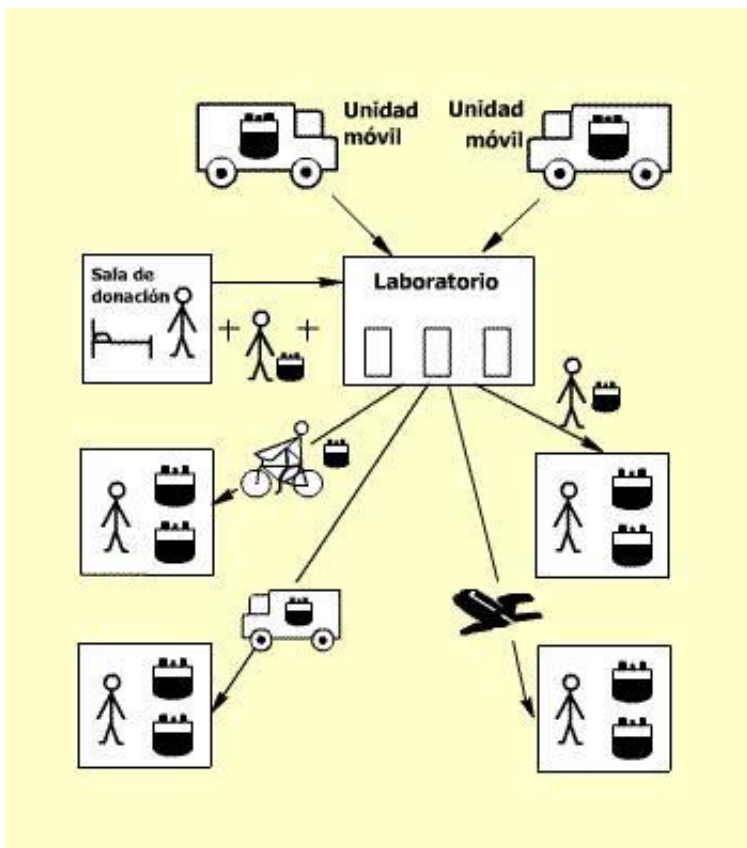 Unidad
móvil
Unidad
móvil
Sala de
donación
Laboratorio